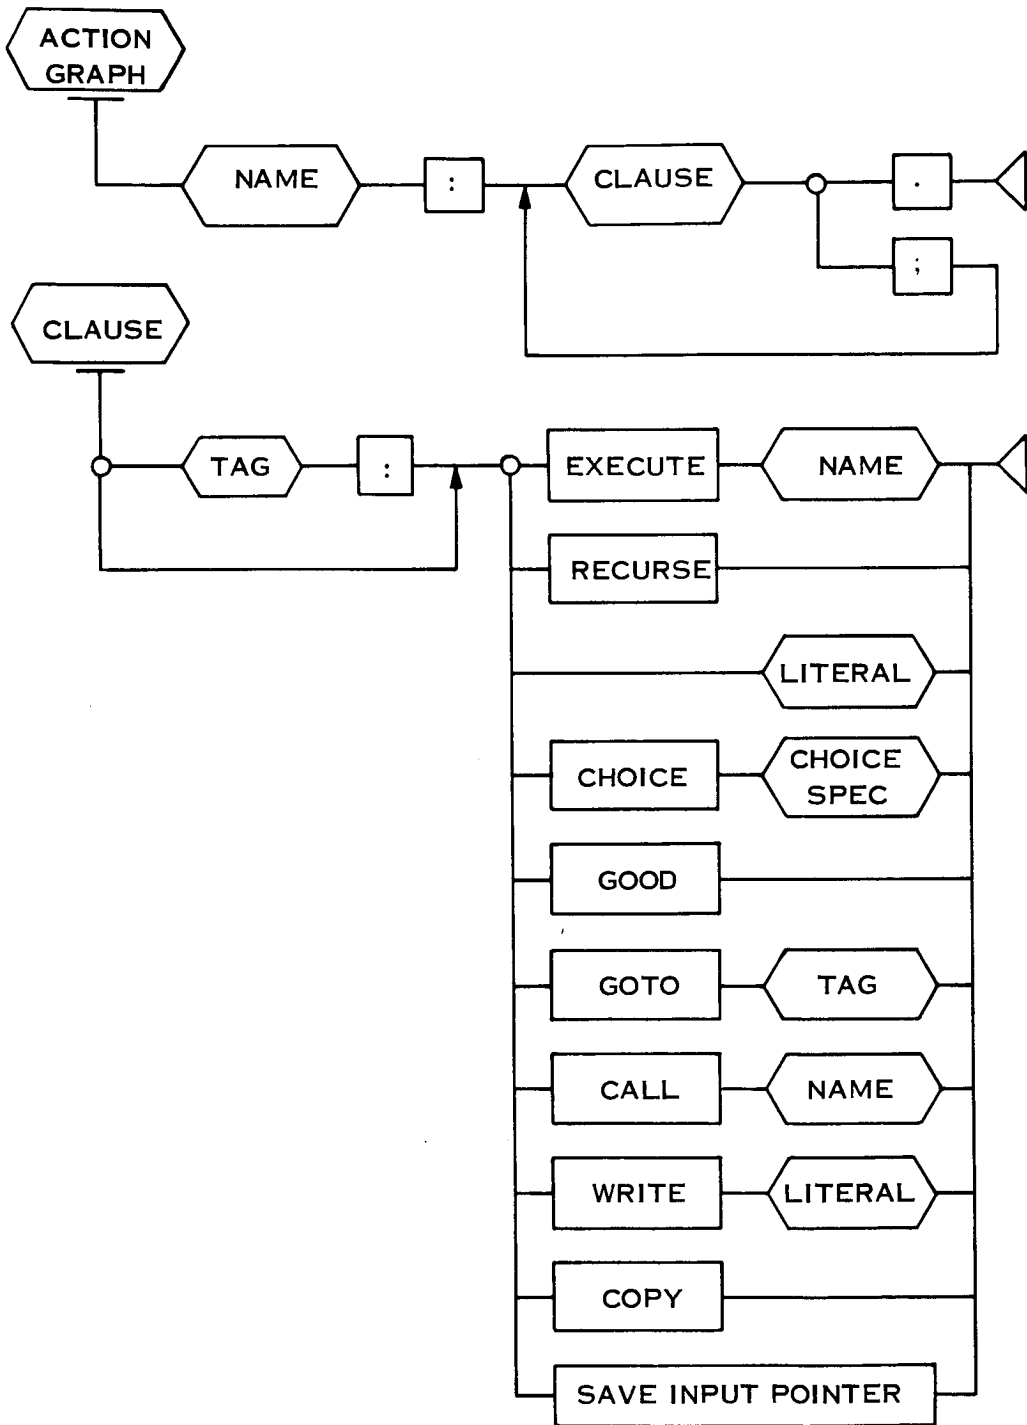 ACTION
GRAPH
NAME
:
CLAUSE
.
;
CLAUSE
TAG
:
EXECUTE
NAME
RECURSE
LITERAL
CHOICE
CHOICE
SPEC
GOOD
GOTO
TAG
CALL
NAME
WRITE
LITERAL
COPY
SAVE INPUT POINTER